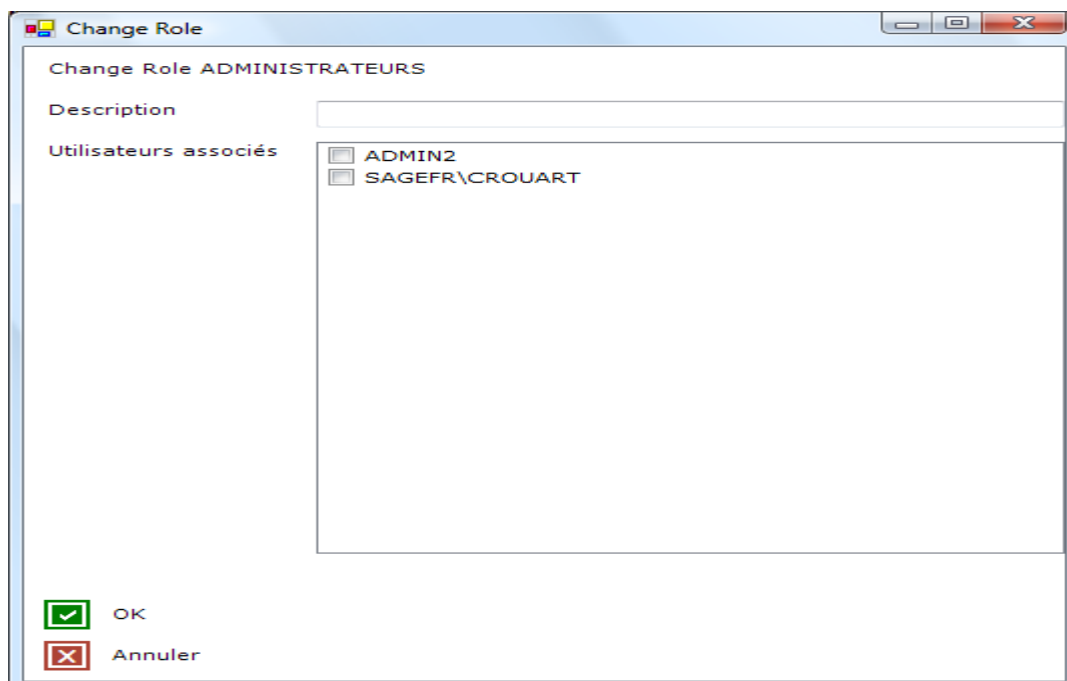 Change Role
Change Role ADMINISTRATEURS
Description
Utilisateurs associés
ADMIN2
SAGEFR\CROUART
OK
Annuler